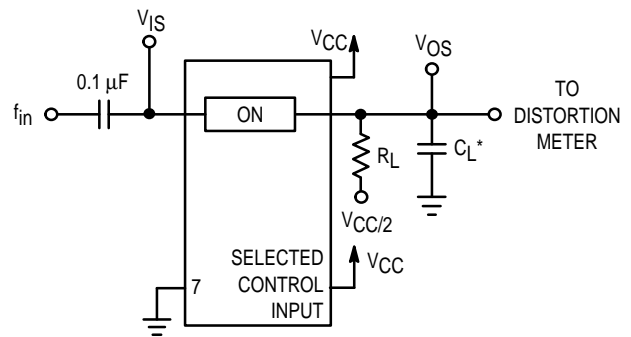 VIS
VCC
VOS
0.1 µF
fin
ON
TO
DISTORTION
METER
RL
CL*
VCC/2
SELECTED
CONTROL
INPUT
VCC
7